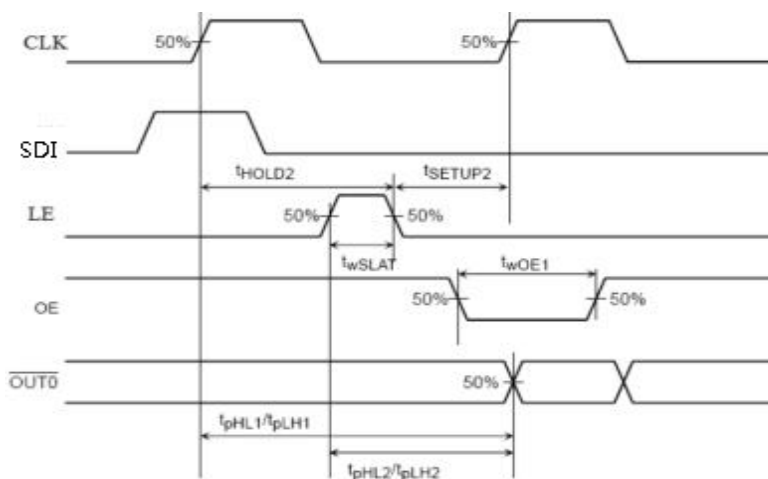 CLK 50% 50%
SDI
tHOLD2 tSETUP2
LE 50% 50%
twSLAT twOE1
OE 50% 50%
OUT0 50%
tpHL1/tpLH1
tpHL2/tpLH2